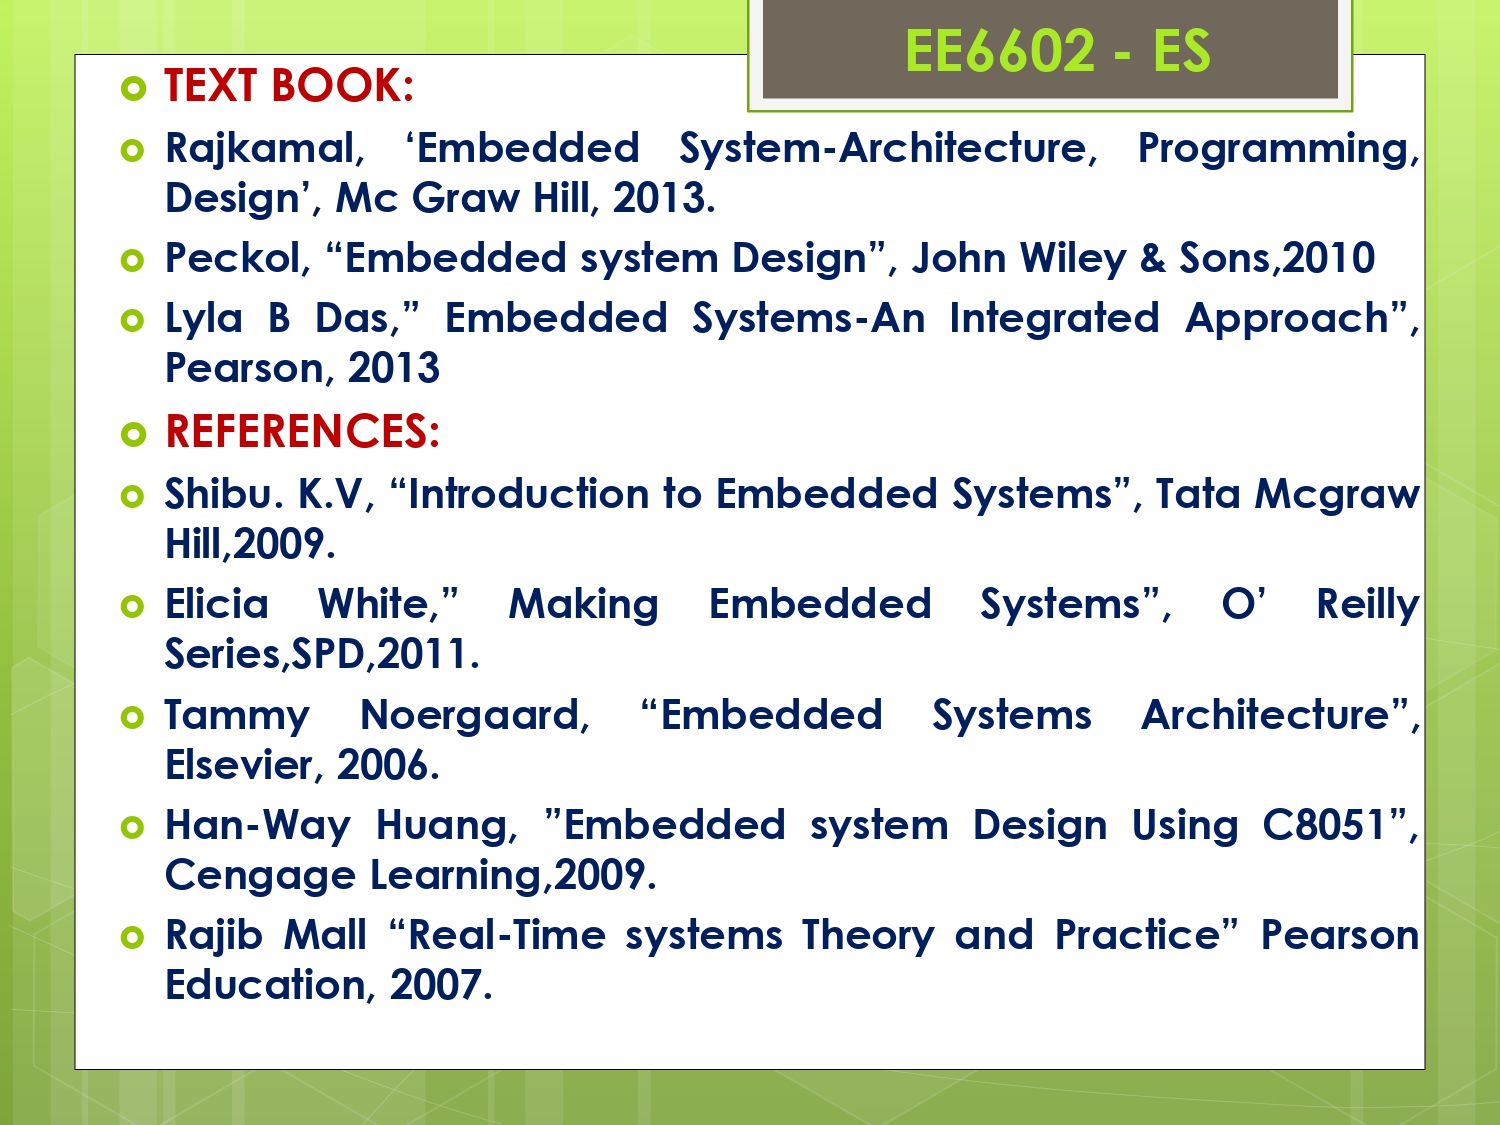 EE6602 - ES
TEXT BOOK:
Rajkamal, ‘Embedded System-Architecture, Programming,
Design’, Mc Graw Hill, 2013.
Peckol, “Embedded system Design”, John Wiley & Sons,2010
Lyla B Das,” Embedded Systems-An Integrated Approach”,
Pearson, 2013
REFERENCES:
Shibu. K.V, “Introduction to Embedded Systems”, Tata Mcgraw
Hill,2009.
Elicia White,” Making Embedded Systems”, O’ Reilly
Series,SPD,2011.
Tammy Noergaard, “Embedded Systems Architecture”,
Elsevier, 2006.
Han-Way Huang, ”Embedded system Design Using C8051”,
Cengage Learning,2009.
Rajib Mall “Real-Time systems Theory and Practice” Pearson
Education, 2007.